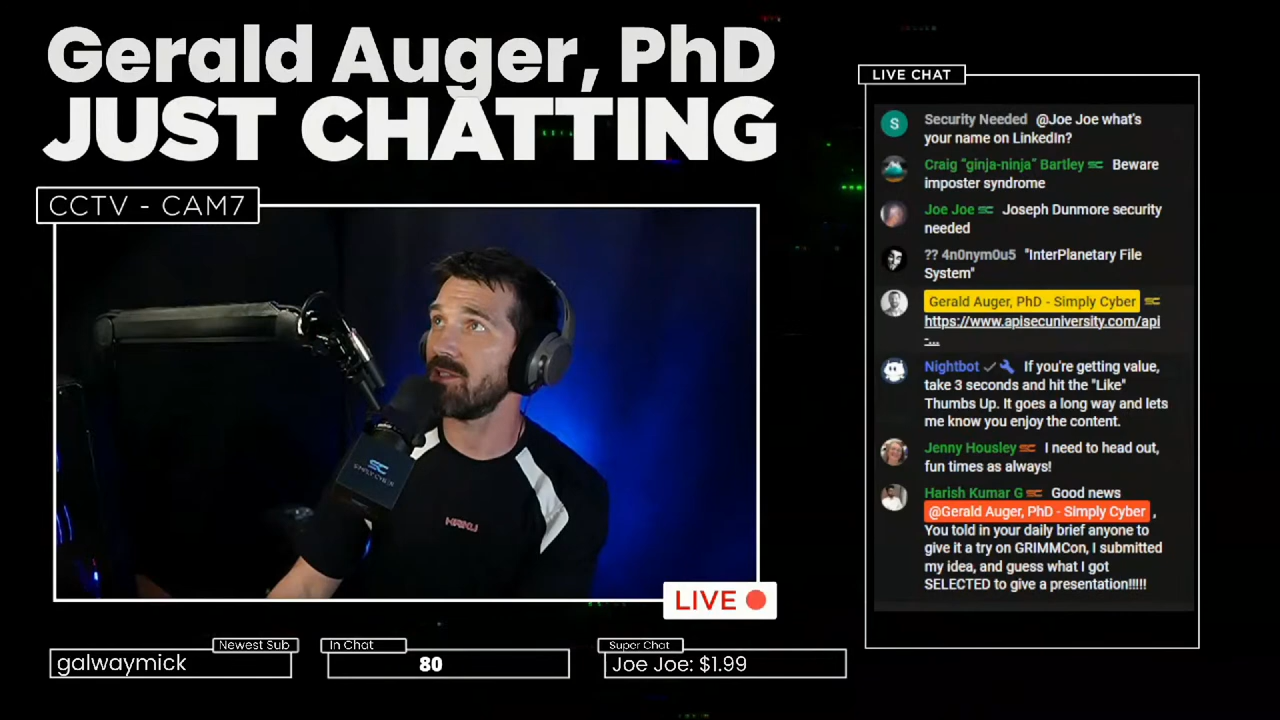 Gerald Auger, PhD
JUST CHATTING
CCTV - CAM7
SIMPLY CYBER
LIVE
Newest Sub
galwaymick
In Chat
80
Super Chat
Joe Joe: $1.99
LIVE CHAT
S
Security Needed @Joe Joe what's
your name on LinkedIn?
Craig "ginja-ninja" Bartley Beware
imposter syndrome
Joe Joe Joseph Dunmore security
needed
?? 4n0nym0u5 "InterPlanetary File
System"
Gerald Auger, PhD - Simply Cyber
https://www.apisecuniversity.com/api
-...
Nightbot If you're getting value,
take 3 seconds and hit the "Like"
Thumbs Up. It goes a long way and lets
me know you enjoy the content.
Jenny Housley I need to head out,
fun times as always!
Harish Kumar G Good news
@Gerald Auger, PhD - Simply Cyber ,
You told in your daily brief anyone to
give it a try on GRIMMCon, I submitted
my idea, and guess what I got
SELECTED to give a presentation!!!!!